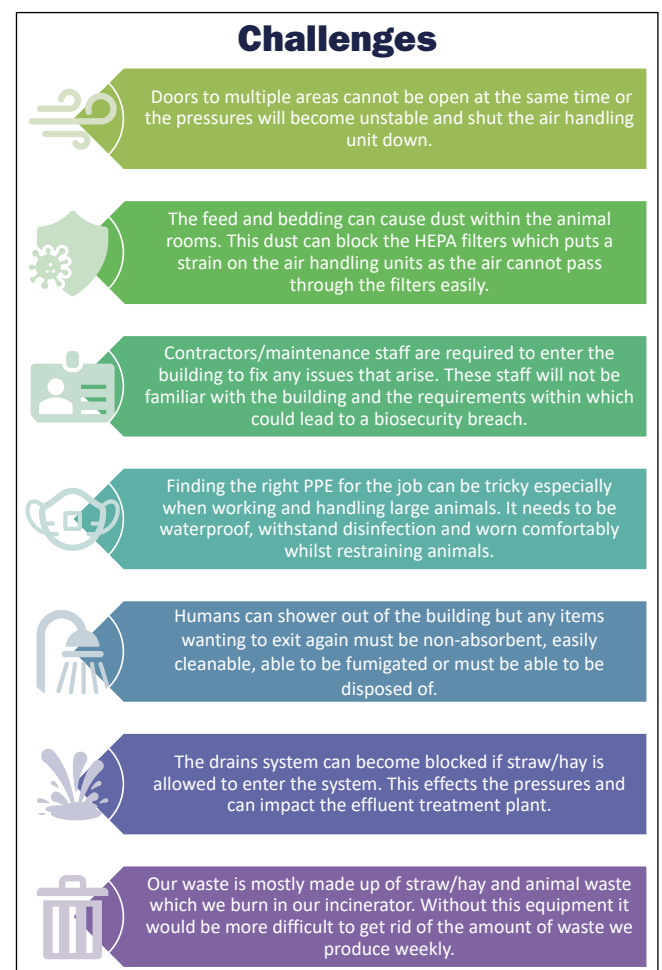 Challenges
Doors to multiple areas cannot be open at the same time or
the pressures will become unstable and shut the air handling
unit down.
The feed and bedding can cause dust within the animal
rooms. This dust can block the HEPA filters which puts a
strain on the air handling units as the air cannot pass
through the filters easily.
Contractors/maintenance staff are required to enter the
building to fix any issues that arise. These staff will not be
familiar with the building and the requirements within which
could lead to a biosecurity breach.
Finding the right PPE for the job can be tricky especially
when working and handling large animals. It needs to be
waterproof, withstand disinfection and worn comfortably
whilst restraining animals.
Humans can shower out of the building but any items
wanting to exit again must be non-absorbent, easily
cleanable, able to be fumigated or must be able to be
disposed of.
The drains system can become blocked if straw/hay is
allowed to enter the system. This effects the pressures and
can impact the effluent treatment plant.
Our waste is mostly made up of straw/hay and animal waste
which we burn in our incinerator. Without this equipment it
would be more difficult to get rid of the amount of waste we
produce weekly.